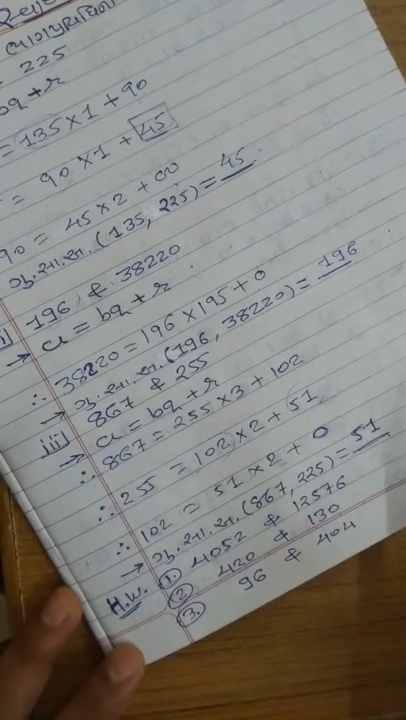 225
bq + r
= 135 × 1 + 90
= 90 × 1 + 45
90 = 45 × 2 + 00
ગુ.સા.અ. (135, 225) = 45
196 & 38220
→ a = bq + r
∴ 38220 = 196 × 195 + 0
→ ગુ.સા.અ. (196, 38220) = 196
iii] 867 & 255
→ a = bq + r
∴ 867 = 255 × 3 + 102
∴ 255 = 102 × 2 + 51
∴ 102 = 51 × 2 + 0
→ ગુ.સા.અ. (867, 225) = 51
H.W. ① 4052 & 12576
② 420 & 130
③ 96 & 404